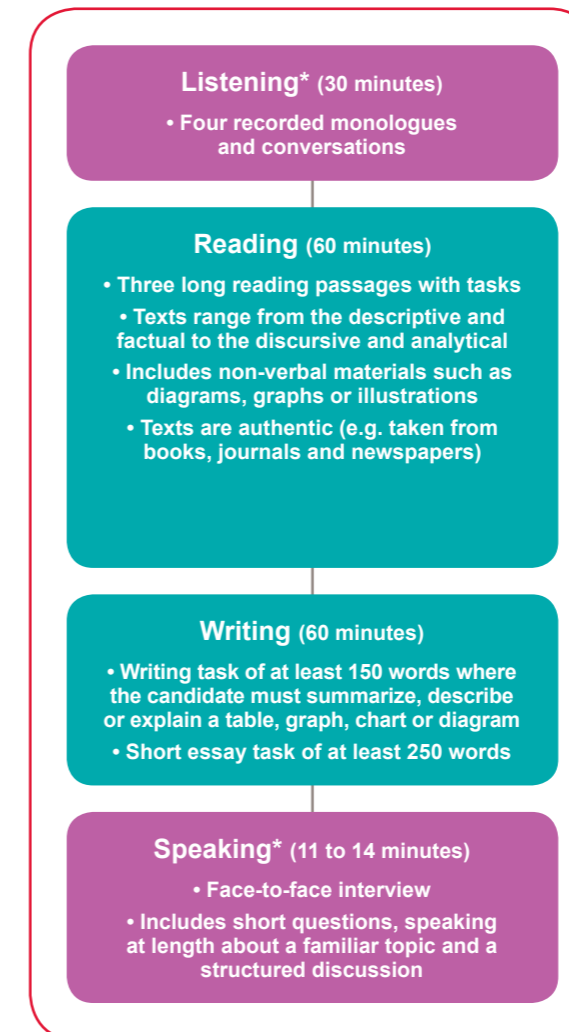 Listening* (30 minutes)
• Four recorded monologues
and conversations
Reading (60 minutes)
• Three long reading passages with tasks
• Texts range from the descriptive and
factual to the discursive and analytical
• Includes non-verbal materials such as
diagrams, graphs or illustrations
• Texts are authentic (e.g. taken from
books, journals and newspapers)
Writing (60 minutes)
• Writing task of at least 150 words where
the candidate must summarize, describe
or explain a table, graph, chart or diagram
• Short essay task of at least 250 words
Speaking* (11 to 14 minutes)
• Face-to-face interview
• Includes short questions, speaking
at length about a familiar topic and a
structured discussion